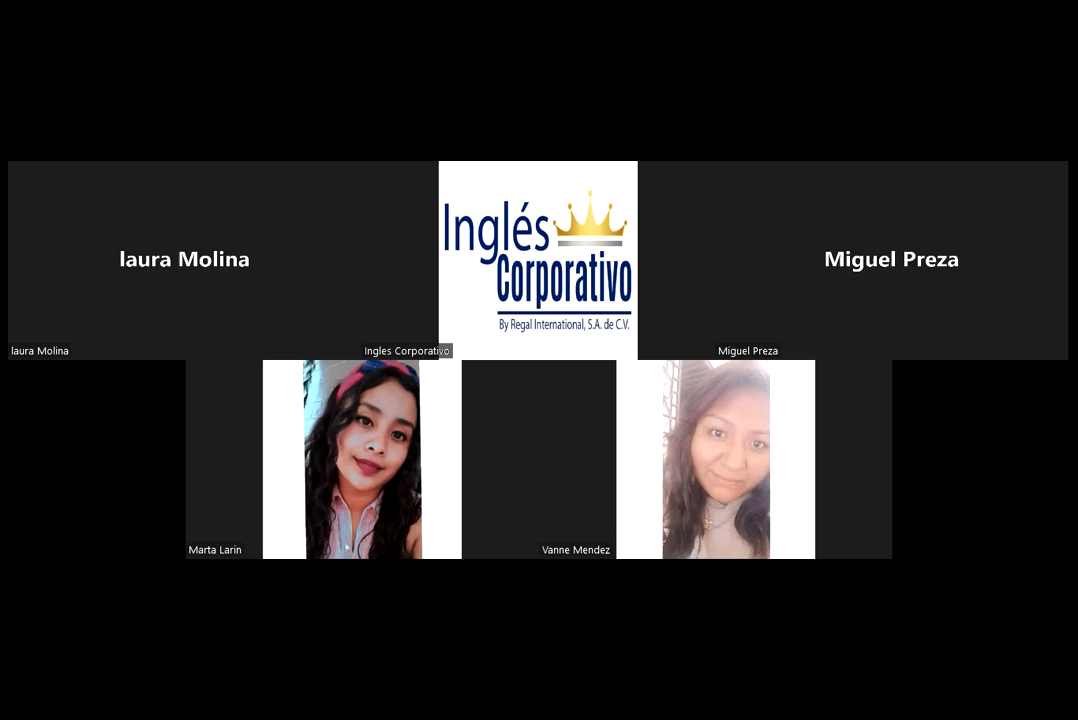 laura Molina
Inglés
Corporativo
By Regal International, S.A. de C.V.
Miguel Preza
laura Molina
Ingles Corporativo
Miguel Preza
Marta Larin
Vanne Mendez